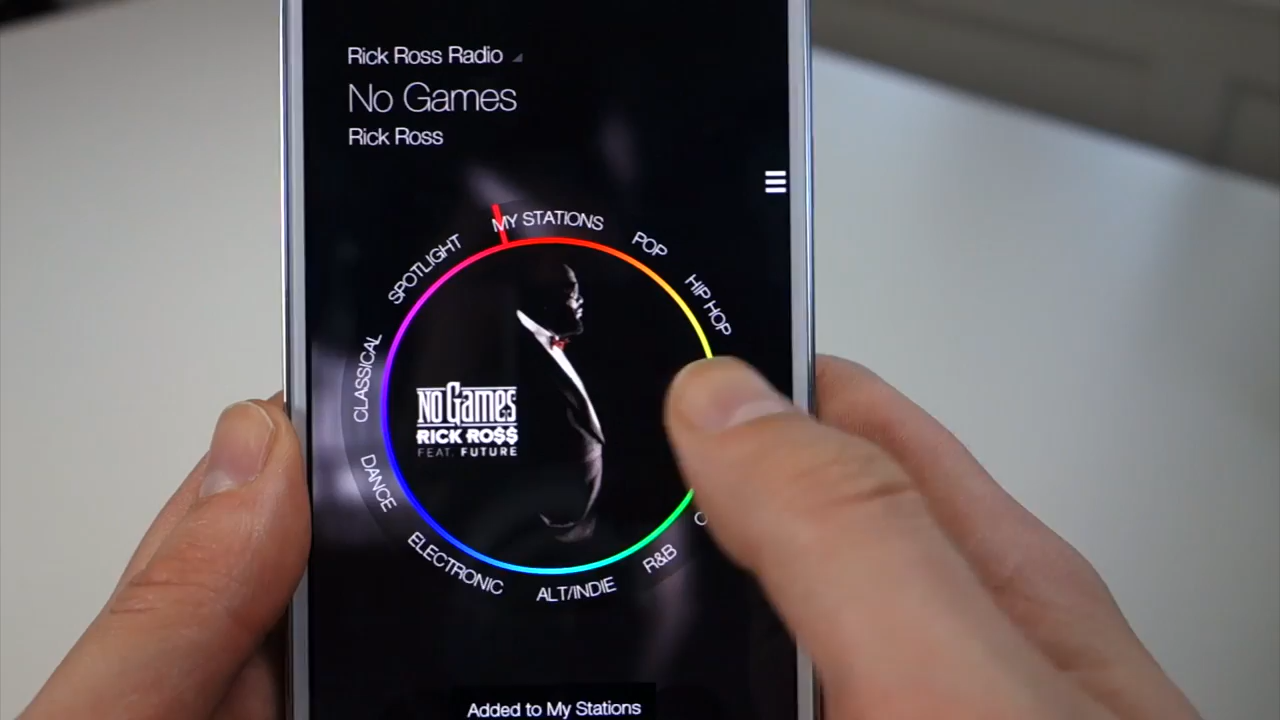 Rick Ross Radio
No Games
Rick Ross
MY STATIONS
POP
HIP HOP
SPOTLIGHT
CLASSICAL
DANCE
ELECTRONIC
ALT/INDIE
R&B
NO GAMES
RICK RO$$
FEAT. FUTURE
Added to My Stations